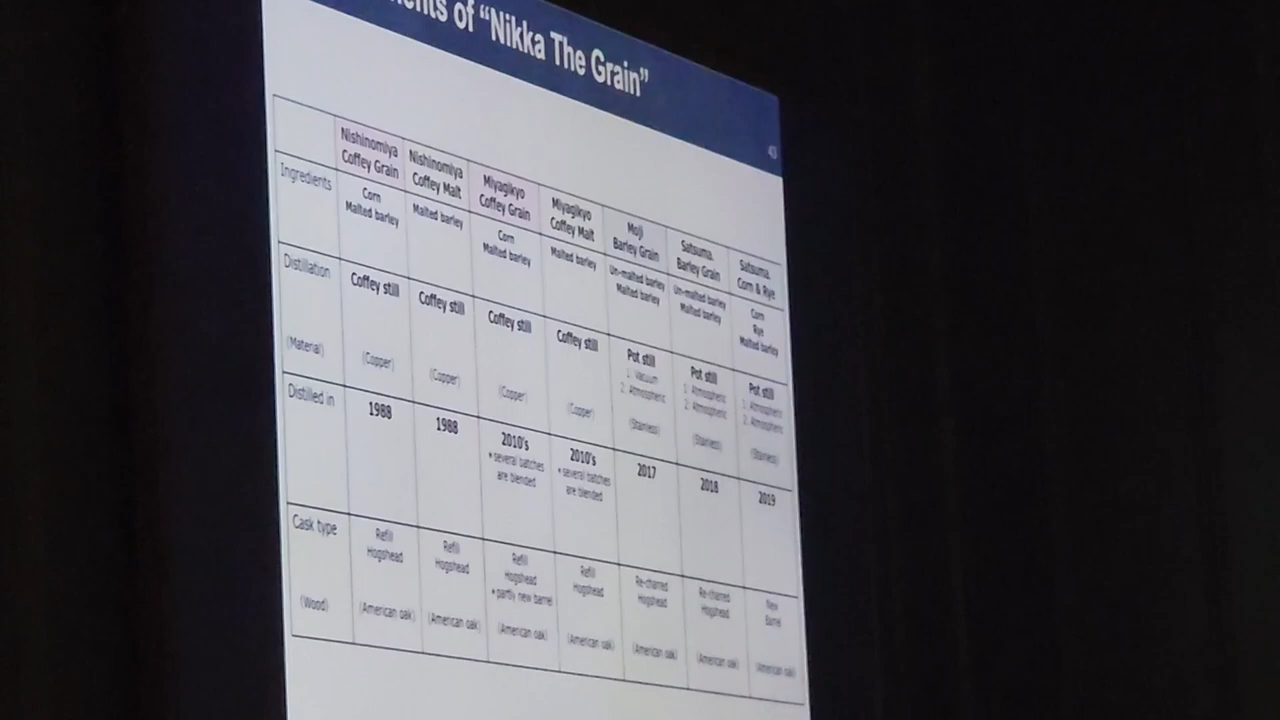 of “Nikka The Grain”
43
Nishinomiya
Coffey Grain
Nishinomiya
Coffey Malt
Miyagikyo
Coffey Grain
Miyagikyo
Coffey Malt
Moji
Barley Grain
Satsuma.
Barley Grain
Satsuma.
Corn & Rye
Ingredients
Corn
Malted barley
Malted barley
Corn
Malted barley
Malted barley
Un-malted barley
Malted barley
Un-malted barley
Malted barley
Corn
Rye
Malted barley
Distillation
(Material)
Coffey still
(Copper)
Coffey still
(Copper)
Coffey still
(Copper)
Coffey still
(Copper)
Pot still
1: Vacuum
2: Atmospheric
(Stainless)
Pot still
1: Atmospheric
2: Atmospheric
(Stainless)
Pot still
1: Atmospheric
2: Atmospheric
(Stainless)
Distilled in
1988
1988
2010's
* several batches
are blended
2010's
* several batches
are blended
2017
2018
2019
Cask type
(Wood)
Refill
Hogshead
(American oak)
Refill
Hogshead
(American oak)
Refill
Hogshead
* partly new barrel
(American oak)
Refill
Hogshead
(American oak)
Re-charred
Hogshead
(American oak)
Re-charred
Hogshead
(American oak)
New
Barrel
(American oak)